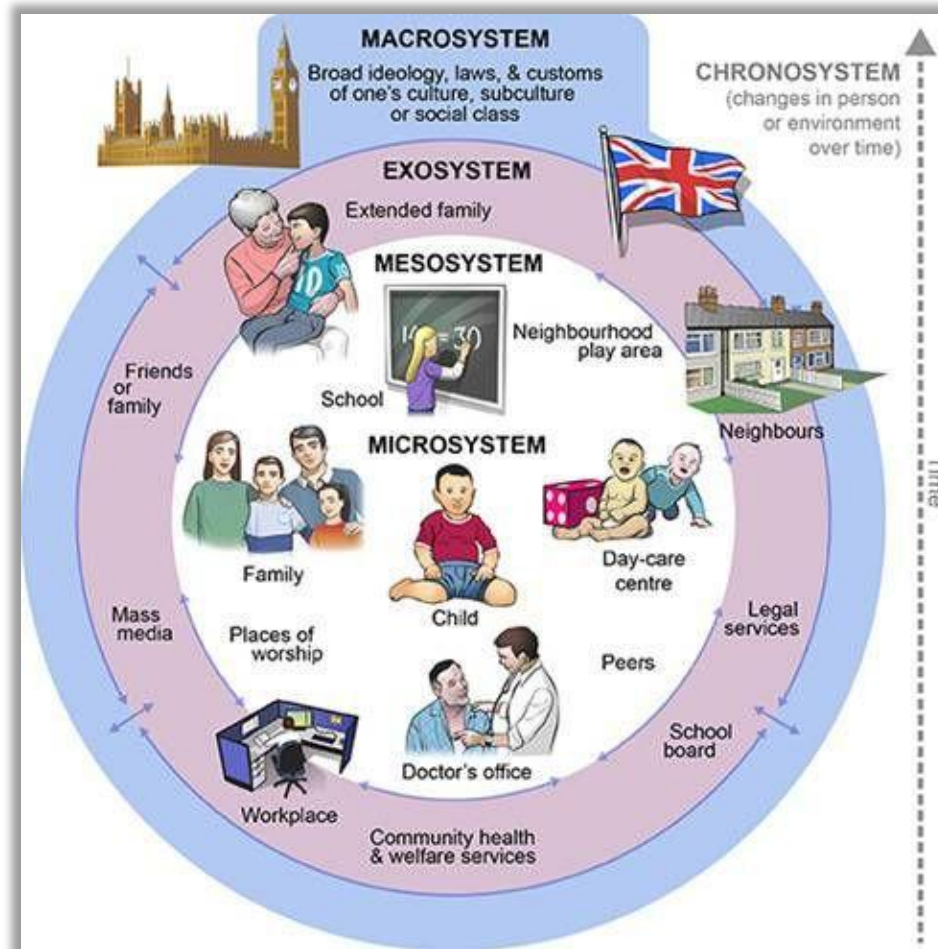 MACROSYSTEM
Broad ideology, laws, & customs
of one's culture, subculture
or social class
CHRONOSYSTEM
(changes in person
or environment
over time)
EXOSYSTEM
Extended family
MESOSYSTEM
Neighbourhood
play area
School
Friends
or
family
Neighbours
MICROSYSTEM
Time
Family
Day-care
centre
Child
Mass
media
Places of
worship
Peers
Legal
services
School
board
Doctor's office
Workplace
Community health
& welfare services